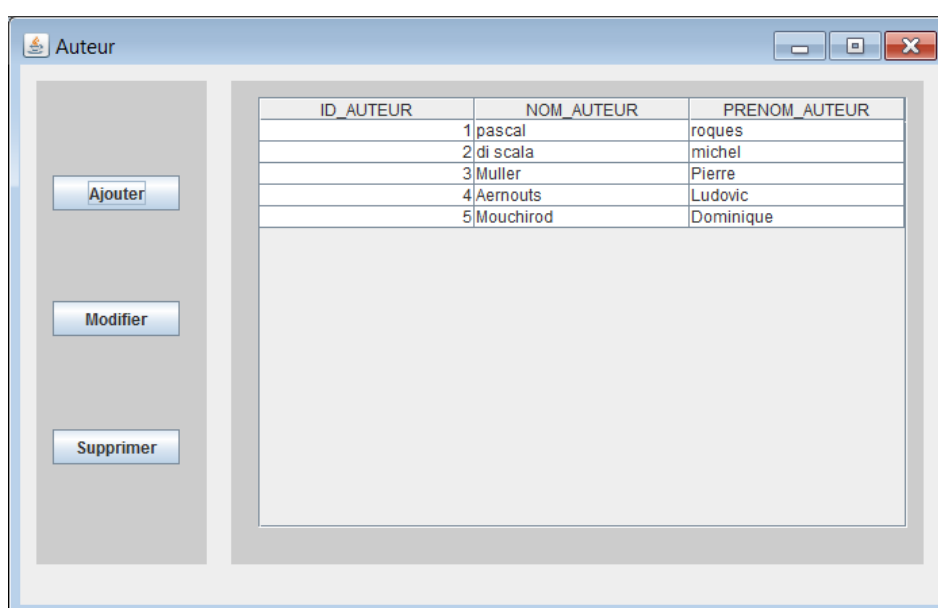 Auteur
Ajouter
Modifier
Supprimer
ID_AUTEUR NOM_AUTEUR PRENOM_AUTEUR
1 pascal roques
2 di scala michel
3 Muller Pierre
4 Aernouts Ludovic
5 Mouchirod Dominique